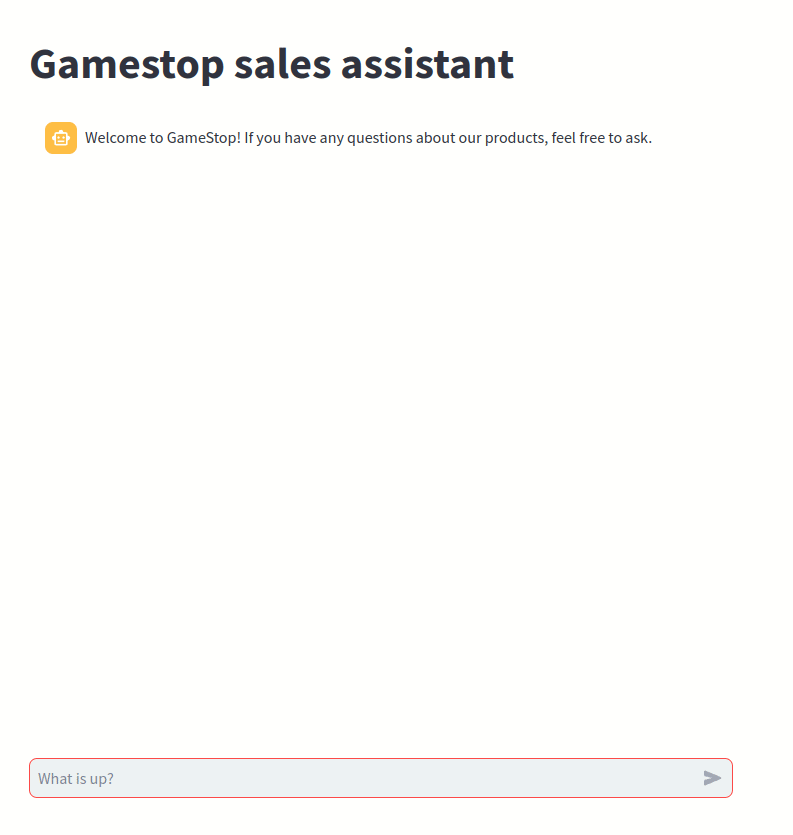 Gamestop sales assistant
Welcome to GameStop! If you have any questions about our products, feel free to ask.
What is up?